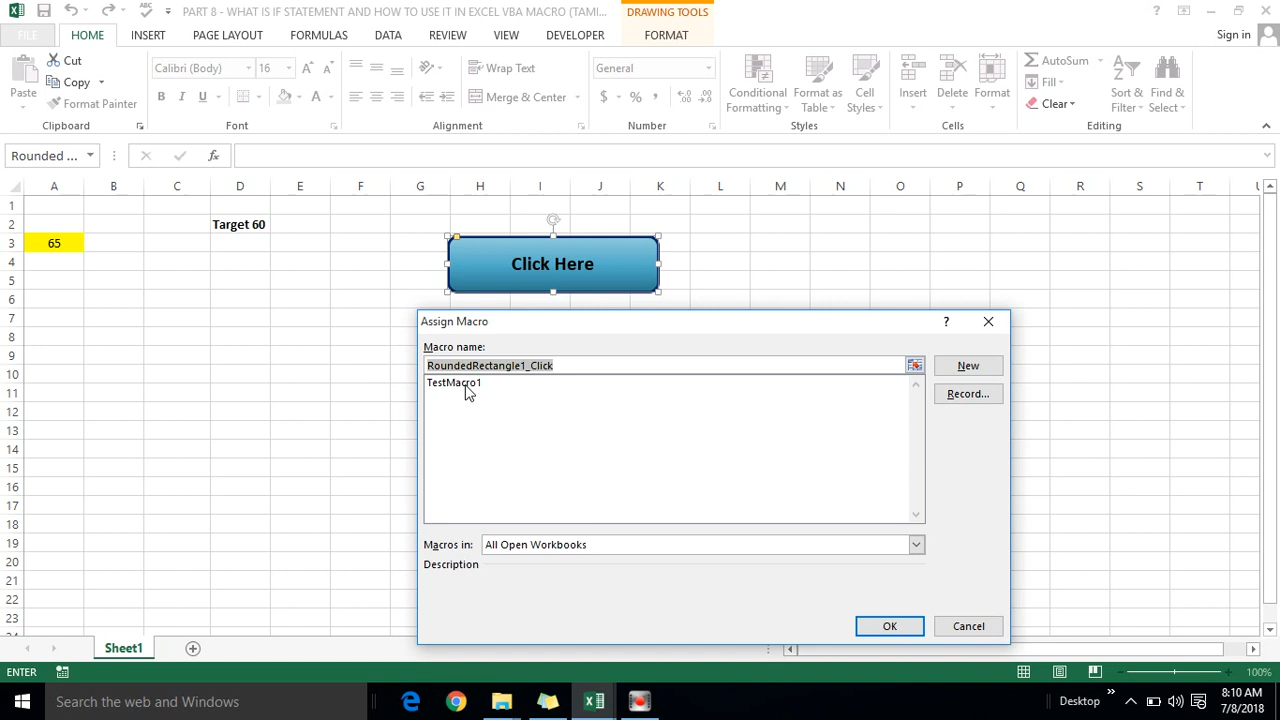 PART 8 - WHAT IS IF STATEMENT AND HOW TO USE IT IN EXCEL VBA MACRO (TAMI...
DRAWING TOOLS
?
FILE HOME INSERT PAGE LAYOUT FORMULAS DATA REVIEW VIEW DEVELOPER FORMAT Sign in
Paste
Cut
Copy
Format Painter
Clipboard
Calibri (Body) 16 A A
B I U A
Font
Wrap Text
Merge & Center
Alignment
General
$ % ,
Number
Conditional Formatting
Format as Table
Cell Styles
Styles
Insert
Delete
Format
Cells
AutoSum
Fill
Clear
Sort & Filter
Find & Select
Editing
Rounded ...
fx
A B C D E F G H I J K L M N O P Q R S T U
1
2 Target 60
3 65
4 Click Here
5
6
7
8
9
10
11
12
13
14
15
16
17
18
19
20
21
22
23
24
Assign Macro ?
Macro name:
RoundedRectangle1_Click
New
TestMacro1
Record...
Macros in: All Open Workbooks
Description
OK Cancel
Sheet1
ENTER 100%
Search the web and Windows
Desktop
8:10 AM
7/8/2018